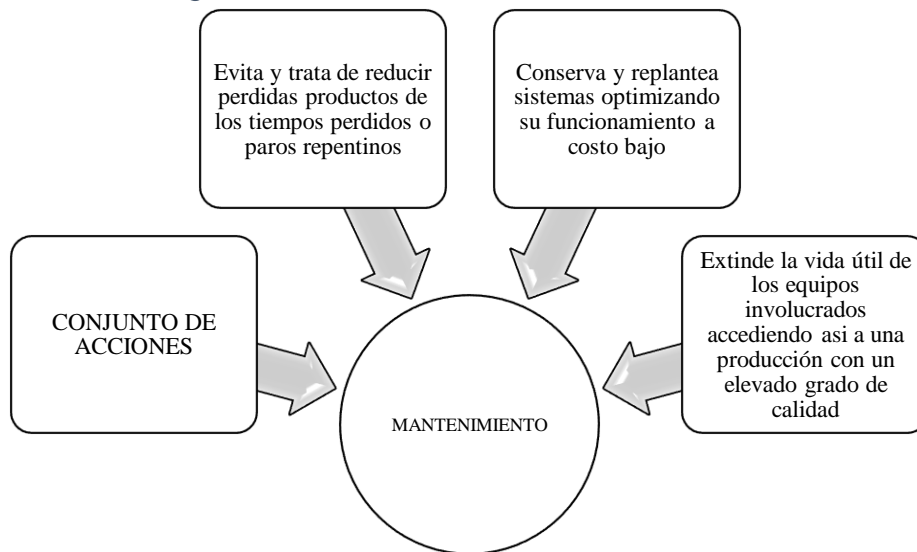 Evita y trata de reducir
perdidas productos de
los tiempos perdidos o
paros repentinos
Conserva y replantea
sistemas optimizando
su funcionamiento a
costo bajo
CONJUNTO DE
ACCIONES
Extinde la vida útil de
los equipos
involucrados
accediendo asi a una
producción con un
elevado grado de
calidad
MANTENIMIENTO